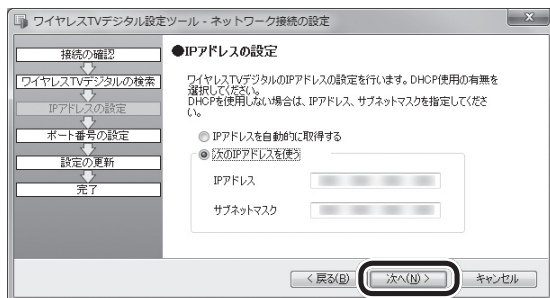 ワイヤレスTVデジタル設定ツール - ネットワーク接続の設定
接続の確認
ワイヤレスTVデジタルの検索
IPアドレスの設定
ポート番号の設定
設定の更新
完了
●IPアドレスの設定
ワイヤレスTVデジタルのIPアドレスの設定を行います。DHCP使用の有無を
選択してください。
DHCPを使用しない場合は、IPアドレス、サブネットマスクを指定してくださ
い。
IPアドレスを自動的に取得する
次のIPアドレスを使う
IPアドレス
サブネットマスク
< 戻る(B)
次へ(N) >
キャンセル